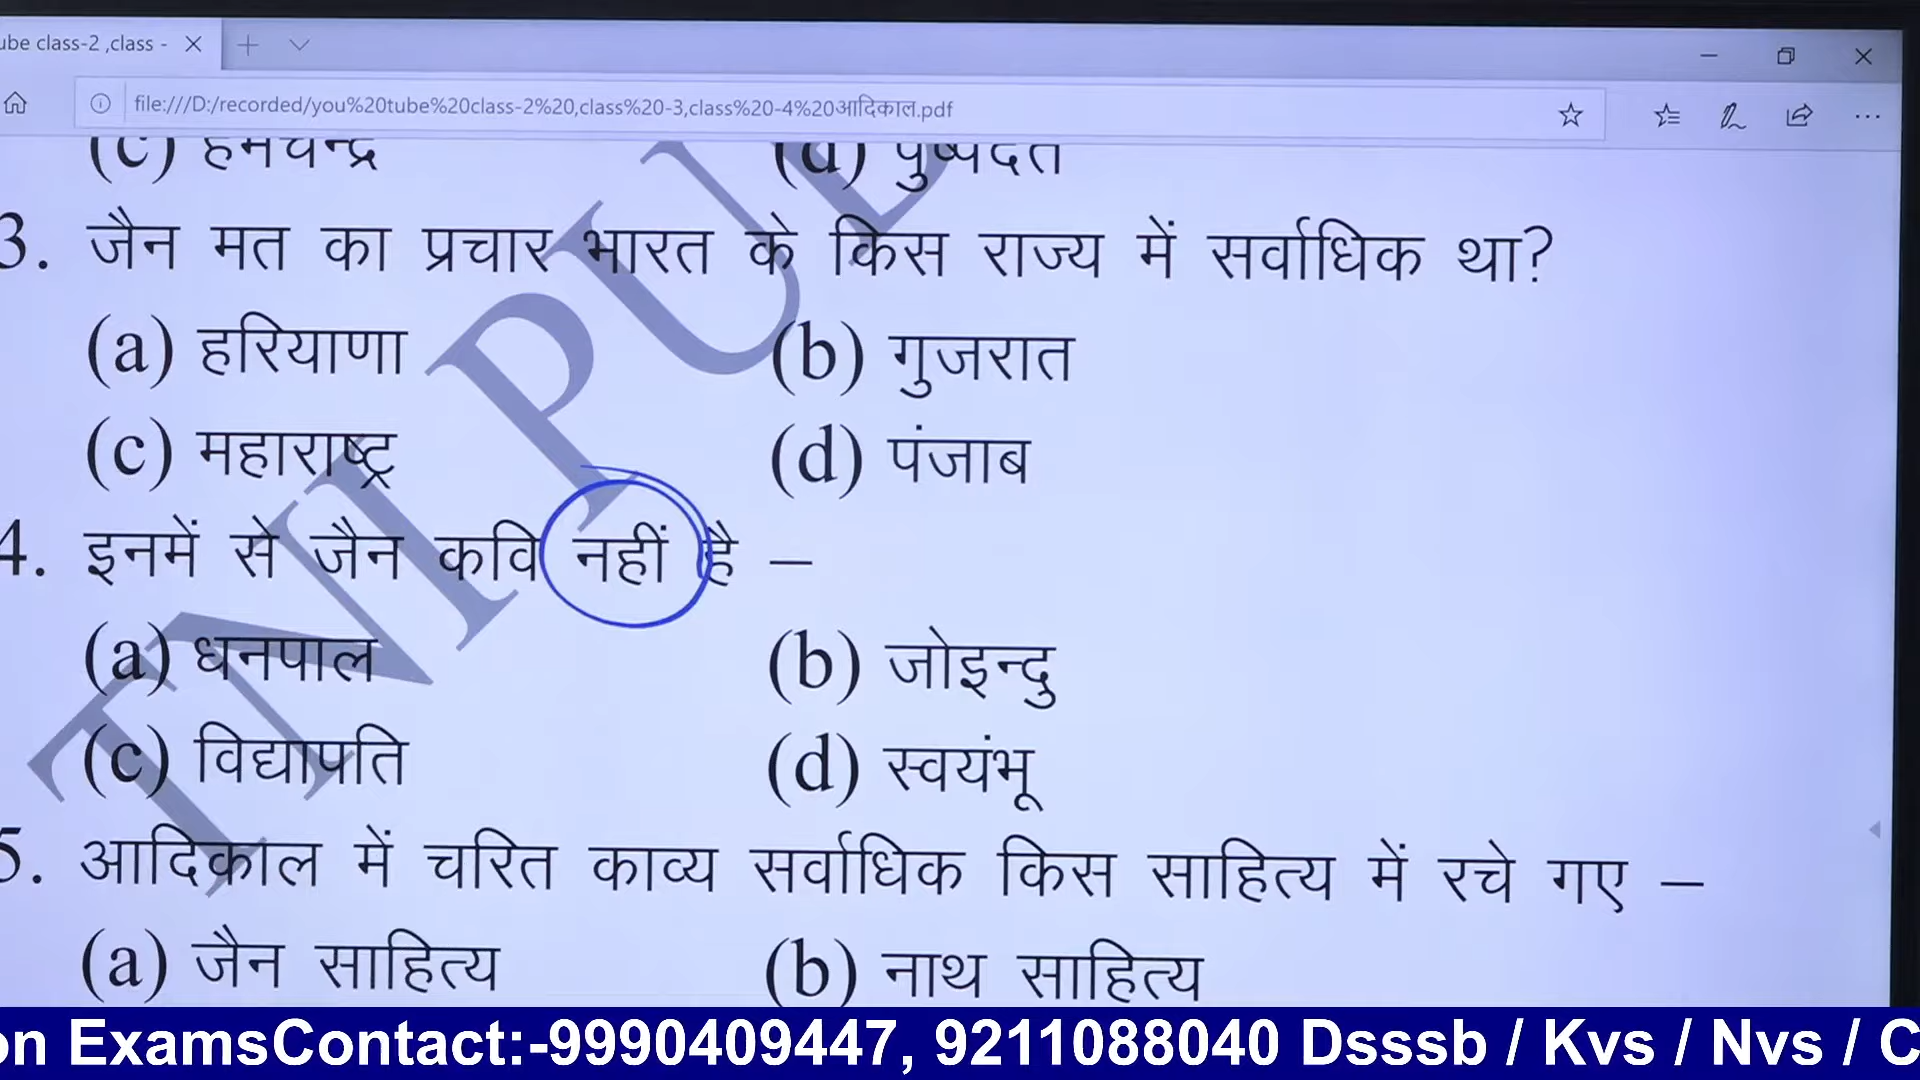 ube class-2 ,class -
file:///D:/recorded/you%20tube%20class-2%20,class%20-3,class%20-4%20आदिकाल.pdf
(c) हेमचन्द्र (d) पुष्पदंत
3. जैन मत का प्रचार भारत के किस राज्य में सर्वाधिक था?
(a) हरियाणा (b) गुजरात
(c) महाराष्ट्र (d) पंजाब
4. इनमें से जैन कवि नहीं है –
(a) धनपाल (b) जोइन्दु
(c) विद्यापति (d) स्वयंभू
5. आदिकाल में चरित काव्य सर्वाधिक किस साहित्य में रचे गए –
(a) जैन साहित्य (b) नाथ साहित्य
TNI PUB
on ExamsContact:-9990409447, 9211088040 Dsssb / Kvs / Nvs / C